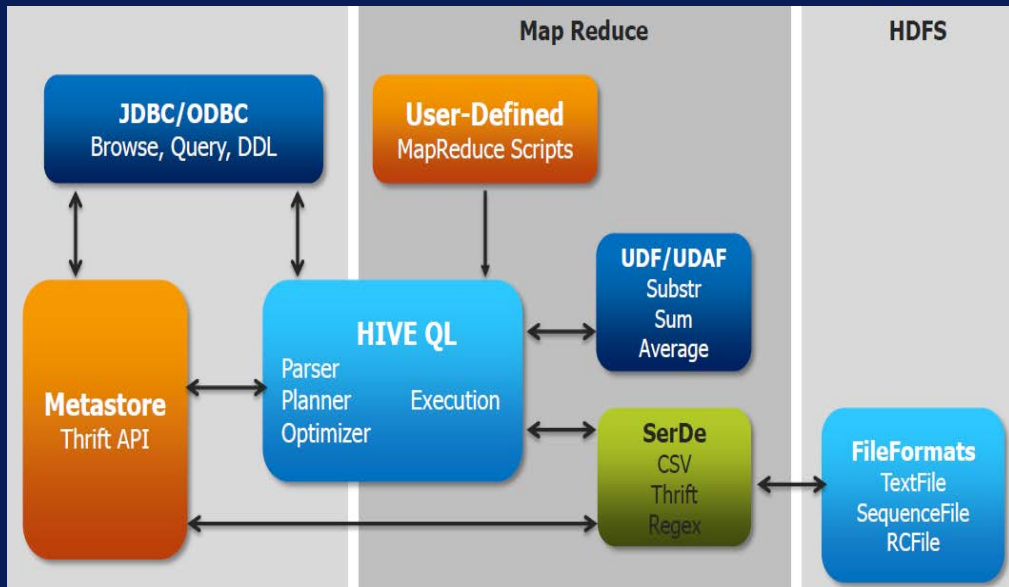 Map Reduce
HDFS
JDBC/ODBC
Browse, Query, DDL
User-Defined
MapReduce Scripts
UDF/UDAF
Substr
Sum
Average
HIVE QL
Parser
Planner
Execution
Optimizer
Metastore
Thrift API
SerDe
CSV
Thrift
Regex
FileFormats
TextFile
SequenceFile
RCFile